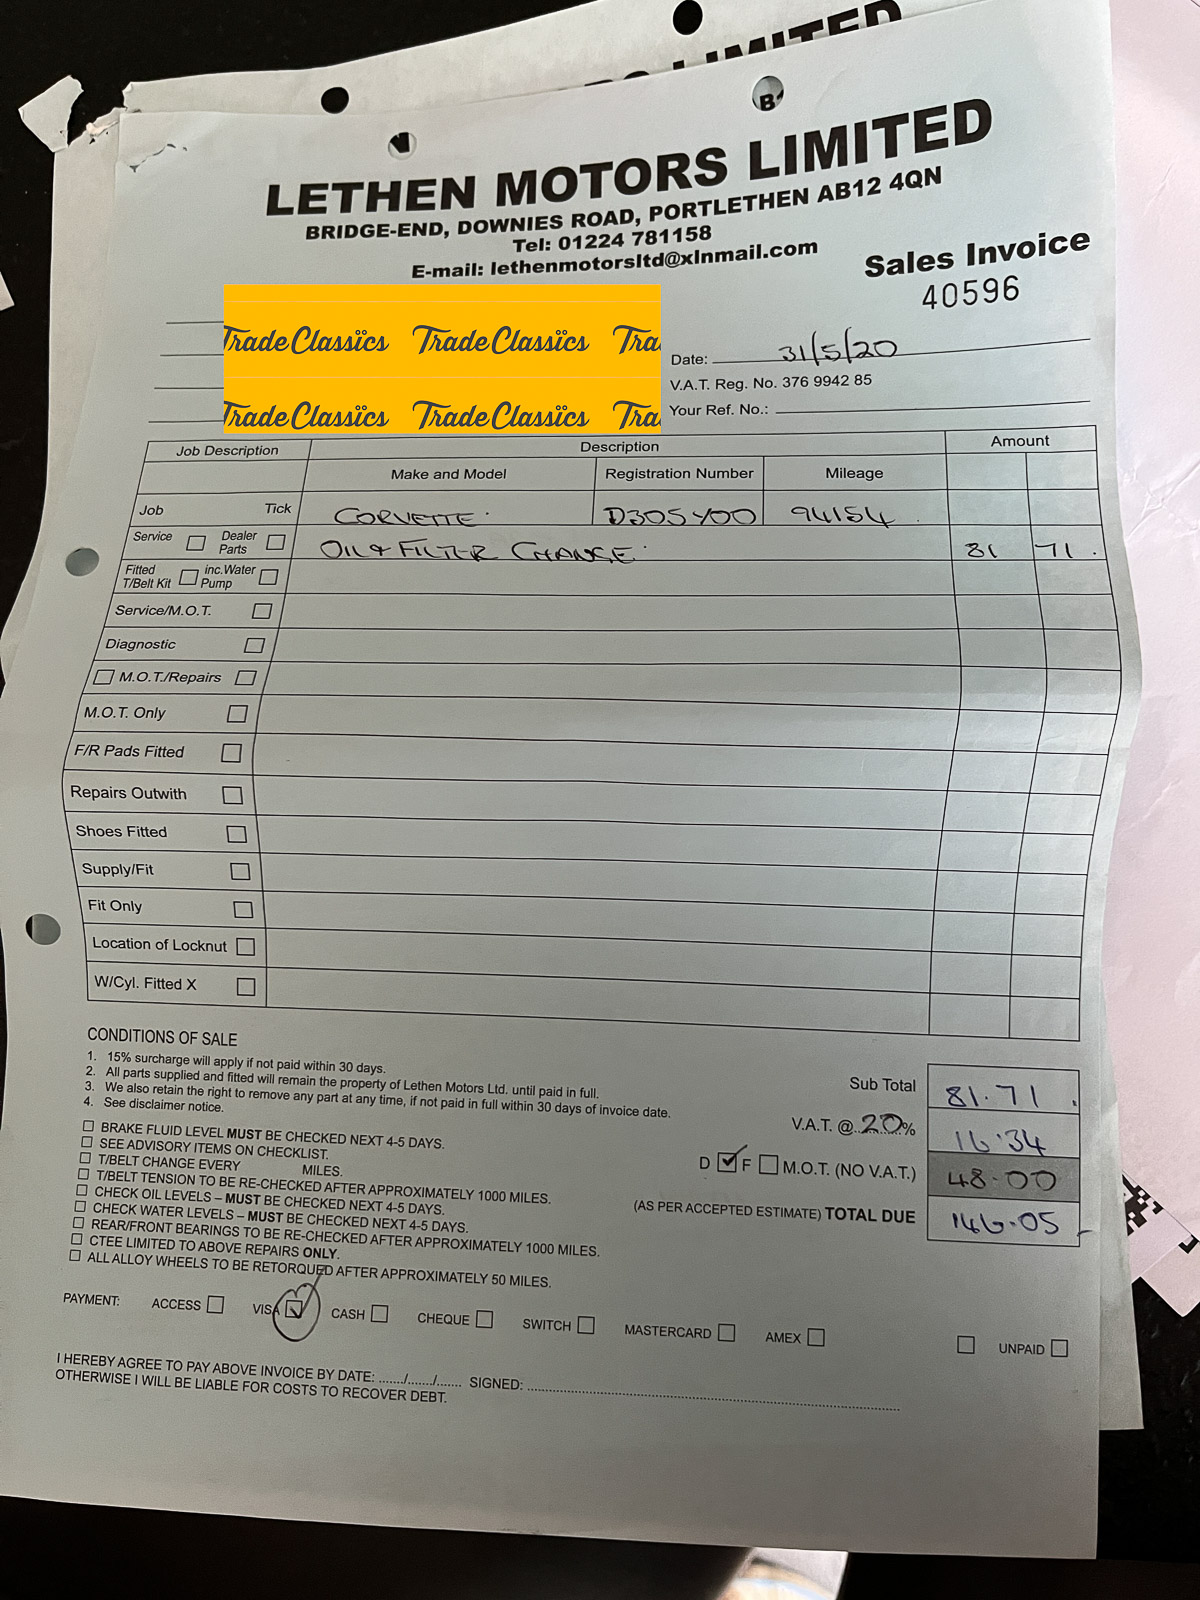 LIMITED
LETHEN MOTORS LIMITED
BRIDGE-END, DOWNIES ROAD, PORTLETHEN AB12 4QN
Tel: 01224 781158
E-mail: lethenmotorsltd@xlnmail.com
Sales Invoice
40596
Trade Classics Trade Classics Tra
Trade Classics Trade Classics Tra
Date: 31/5/20
V.A.T. Reg. No. 376 9942 85
Your Ref. No.:
Job Description Description Amount
Make and Model Registration Number Mileage
Job Tick CORVETTE. D305YOO 94154
Service Dealer Parts OIL & FILTER CHANGE. 81 71.
Fitted T/Belt Kit inc.Water Pump
Service/M.O.T.
Diagnostic
M.O.T./Repairs
M.O.T. Only
F/R Pads Fitted
Repairs Outwith
Shoes Fitted
Supply/Fit
Fit Only
Location of Locknut
W/Cyl. Fitted X
CONDITIONS OF SALE
1. 15% surcharge will apply if not paid within 30 days.
2. All parts supplied and fitted will remain the property of Lethen Motors Ltd. until paid in full.
3. We also retain the right to remove any part at any time, if not paid in full within 30 days of invoice date.
4. See disclaimer notice.
Sub Total 81.71
V.A.T. @ 20% 16.34
D F M.O.T. (NO V.A.T.) 48.00
(AS PER ACCEPTED ESTIMATE) TOTAL DUE 146.05
BRAKE FLUID LEVEL MUST BE CHECKED NEXT 4-5 DAYS.
SEE ADVISORY ITEMS ON CHECKLIST.
T/BELT CHANGE EVERY MILES.
T/BELT TENSION TO BE RE-CHECKED AFTER APPROXIMATELY 1000 MILES.
CHECK OIL LEVELS – MUST BE CHECKED NEXT 4-5 DAYS.
CHECK WATER LEVELS – MUST BE CHECKED NEXT 4-5 DAYS.
REAR/FRONT BEARINGS TO BE RE-CHECKED AFTER APPROXIMATELY 1000 MILES.
CTEE LIMITED TO ABOVE REPAIRS ONLY.
ALL ALLOY WHEELS TO BE RETORQUED AFTER APPROXIMATELY 50 MILES.
PAYMENT: ACCESS VISA CASH CHEQUE SWITCH MASTERCARD AMEX UNPAID
I HEREBY AGREE TO PAY ABOVE INVOICE BY DATE: ......./......./....... SIGNED:
OTHERWISE I WILL BE LIABLE FOR COSTS TO RECOVER DEBT.